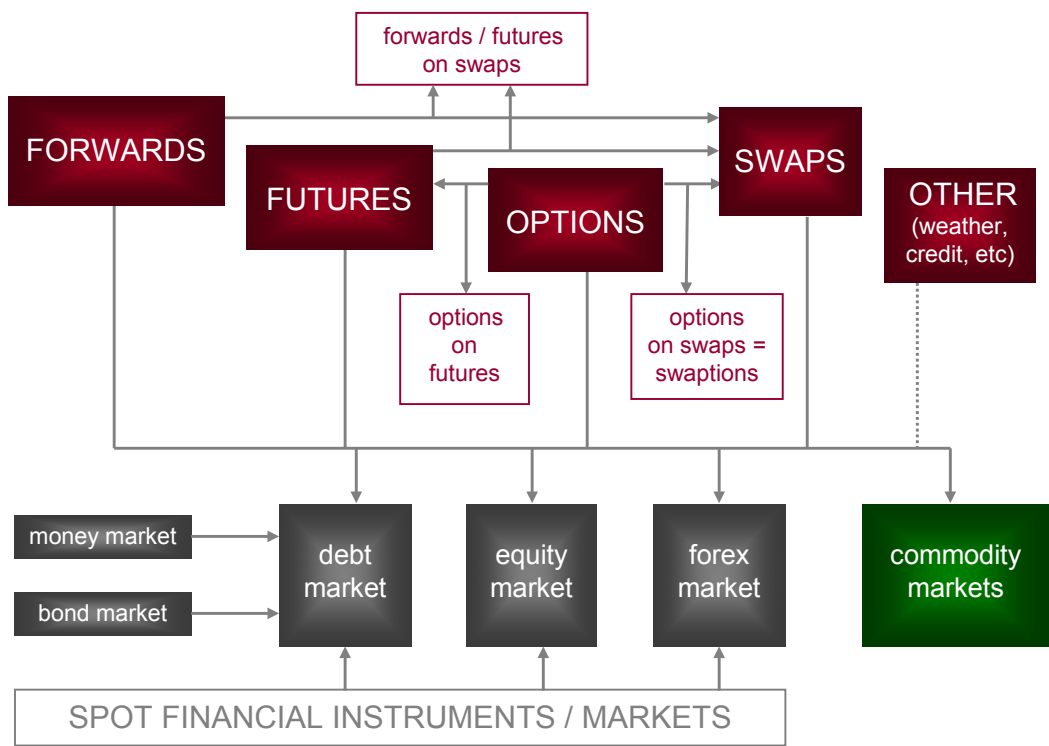 forwards / futures
on swaps
FORWARDS
FUTURES
OPTIONS
SWAPS
OTHER
(weather,
credit, etc)
options
on
futures
options
on swaps =
swaptions
money market
bond market
debt
market
equity
market
forex
market
commodity
markets
SPOT FINANCIAL INSTRUMENTS / MARKETS